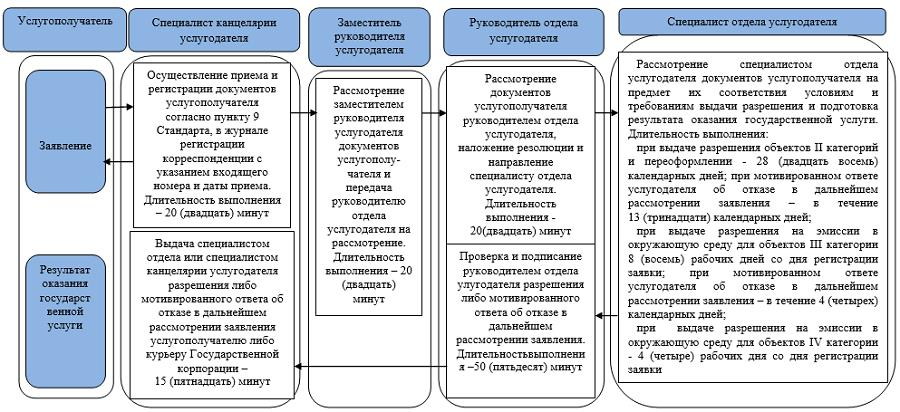 Услугополучатель
Специалист канцелярии
услугодателя
Заместитель
руководителя
услугодателя
Руководитель отдела
услугодателя
Специалист отдела услугодателя
Заявление
Осуществление приема и
регистрации документов
услугополучателя
согласно пункту 9
Стандарта, в журнале
регистрации
корреспонденции с
указанием входящего
номера и даты приема.
Длительность выполнения
– 20 (двадцать) минут
Рассмотрение
заместителем
руководителя
услугодателя
документов
услугополу-
чателя и
передача
руководителю
отдела
услугодателя на
рассмотрение.
Длительность
выполнения – 20
(двадцать)
минут
Рассмотрение
документов
услугополучателя
руководителем отдела
услугодателя,
наложение резолюции и
направление
специалисту отдела
услугодателя.
Длительность
выполнения -
20(двадцать) минут
Рассмотрение специалистом отдела
услугодателя документов услугополучателя на
предмет их соответствия условиям и
требованиям выдачи разрешения и подготовка
результата оказания государственной услуги.
Длительность выполнения:
при выдаче разрешения объектов II категорий
и переоформлении - 28 (двадцать восемь)
календарных дней; при мотивированном ответе
услугодателя об отказе в дальнейшем
рассмотрении заявления – в течение
13 (тринадцати) календарных дней;
при выдаче разрешения на эмиссии в
окружающую среду для объектов III категории
8 (восемь) рабочих дней со дня регистрации
заявки; при мотивированном ответе
услугодателя об отказе в дальнейшем
рассмотрении заявления – в течение 4 (четырех)
календарных дней;
при выдаче разрешения на эмиссии в
окружающую среду для объектов IV категории
- 4 (четыре) рабочих дня со дня регистрации
заявки
Результат
оказания
государст
венной
услуги
Выдача специалистом
отдела или специалистом
канцелярии услугодателя
разрешения либо
мотивированного ответа об
отказе в дальнейшем
рассмотрении заявления
услугополучателю либо
курьеру Государственной
корпорации –
15 (пятнадцать) минут
Проверка и подписание
руководителем отдела
улугодателя разрешения
либо мотивированного
ответа об отказе в
дальнейшем
рассмотрении заявления.
Длительностьвыполнени
я –50 (пятьдесят) минут